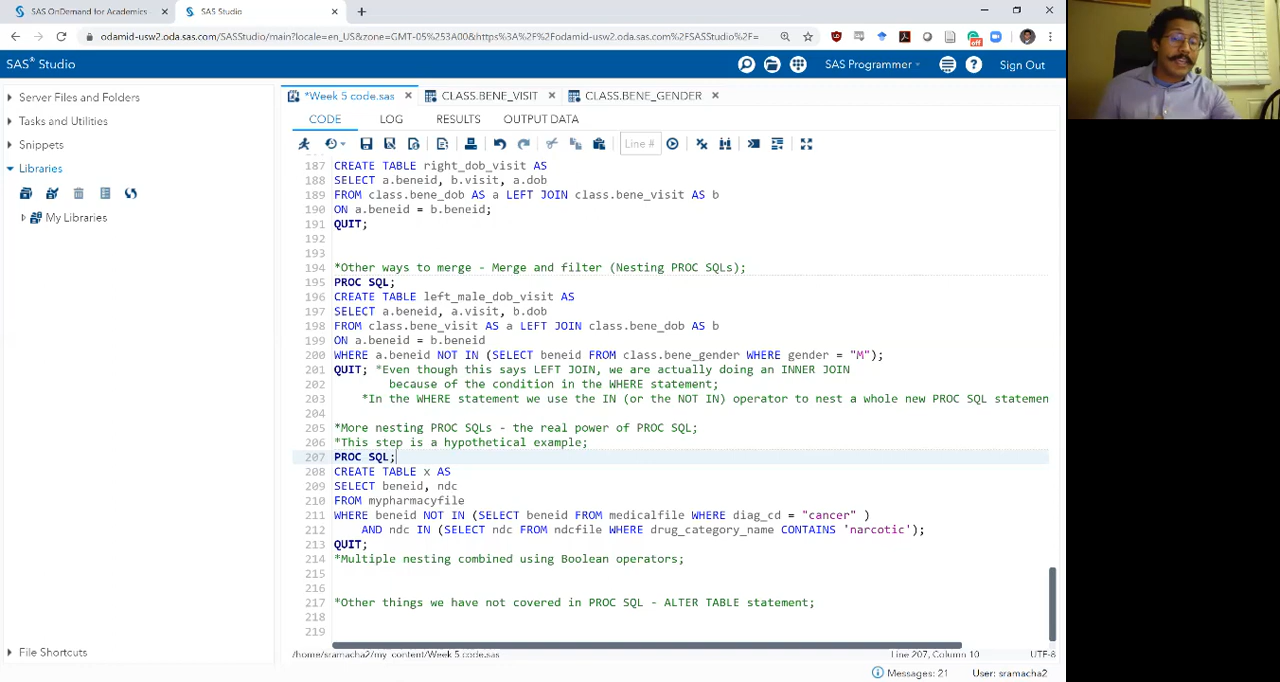 SAS OnDemand for Academics
SAS Studio
odamid-usw2.oda.sas.com/SASStudio/main?locale=en_US&zone=GMT-05%253A00&https%3A%2F%2Fodamid-usw2.oda.sas.com%2FSASStudio%2F=
off
SAS® Studio
SAS Programmer
Sign Out
Server Files and Folders
Tasks and Utilities
Snippets
Libraries
My Libraries
File Shortcuts
*Week 5 code.sas
CLASS.BENE_VISIT
CLASS.BENE_GENDER
CODE
LOG
RESULTS
OUTPUT DATA
Line #
187 CREATE TABLE right_dob_visit AS
188 SELECT a.beneid, b.visit, a.dob
189 FROM class.bene_dob AS a LEFT JOIN class.bene_visit AS b
190 ON a.beneid = b.beneid;
191 QUIT;
192
193
194 *Other ways to merge - Merge and filter (Nesting PROC SQLs);
195 PROC SQL;
196 CREATE TABLE left_male_dob_visit AS
197 SELECT a.beneid, a.visit, b.dob
198 FROM class.bene_visit AS a LEFT JOIN class.bene_dob AS b
199 ON a.beneid = b.beneid
200 WHERE a.beneid NOT IN (SELECT beneid FROM class.bene_gender WHERE gender = "M");
201 QUIT; *Even though this says LEFT JOIN, we are actually doing an INNER JOIN
202 because of the condition in the WHERE statement;
203 *In the WHERE statement we use the IN (or the NOT IN) operator to nest a whole new PROC SQL statemen
204
205 *More nesting PROC SQLs - the real power of PROC SQL;
206 *This step is a hypothetical example;
207 PROC SQL;
208 CREATE TABLE x AS
209 SELECT beneid, ndc
210 FROM mypharmacyfile
211 WHERE beneid NOT IN (SELECT beneid FROM medicalfile WHERE diag_cd = "cancer" )
212 AND ndc IN (SELECT ndc FROM ndcfile WHERE drug_category_name CONTAINS 'narcotic');
213 QUIT;
214 *Multiple nesting combined using Boolean operators;
215
216
217 *Other things we have not covered in PROC SQL - ALTER TABLE statement;
218
219
/home/sramacha2/my_content/Week 5 code.sas
Line 207, Column 10
UTF-8
Messages: 21
User: sramacha2